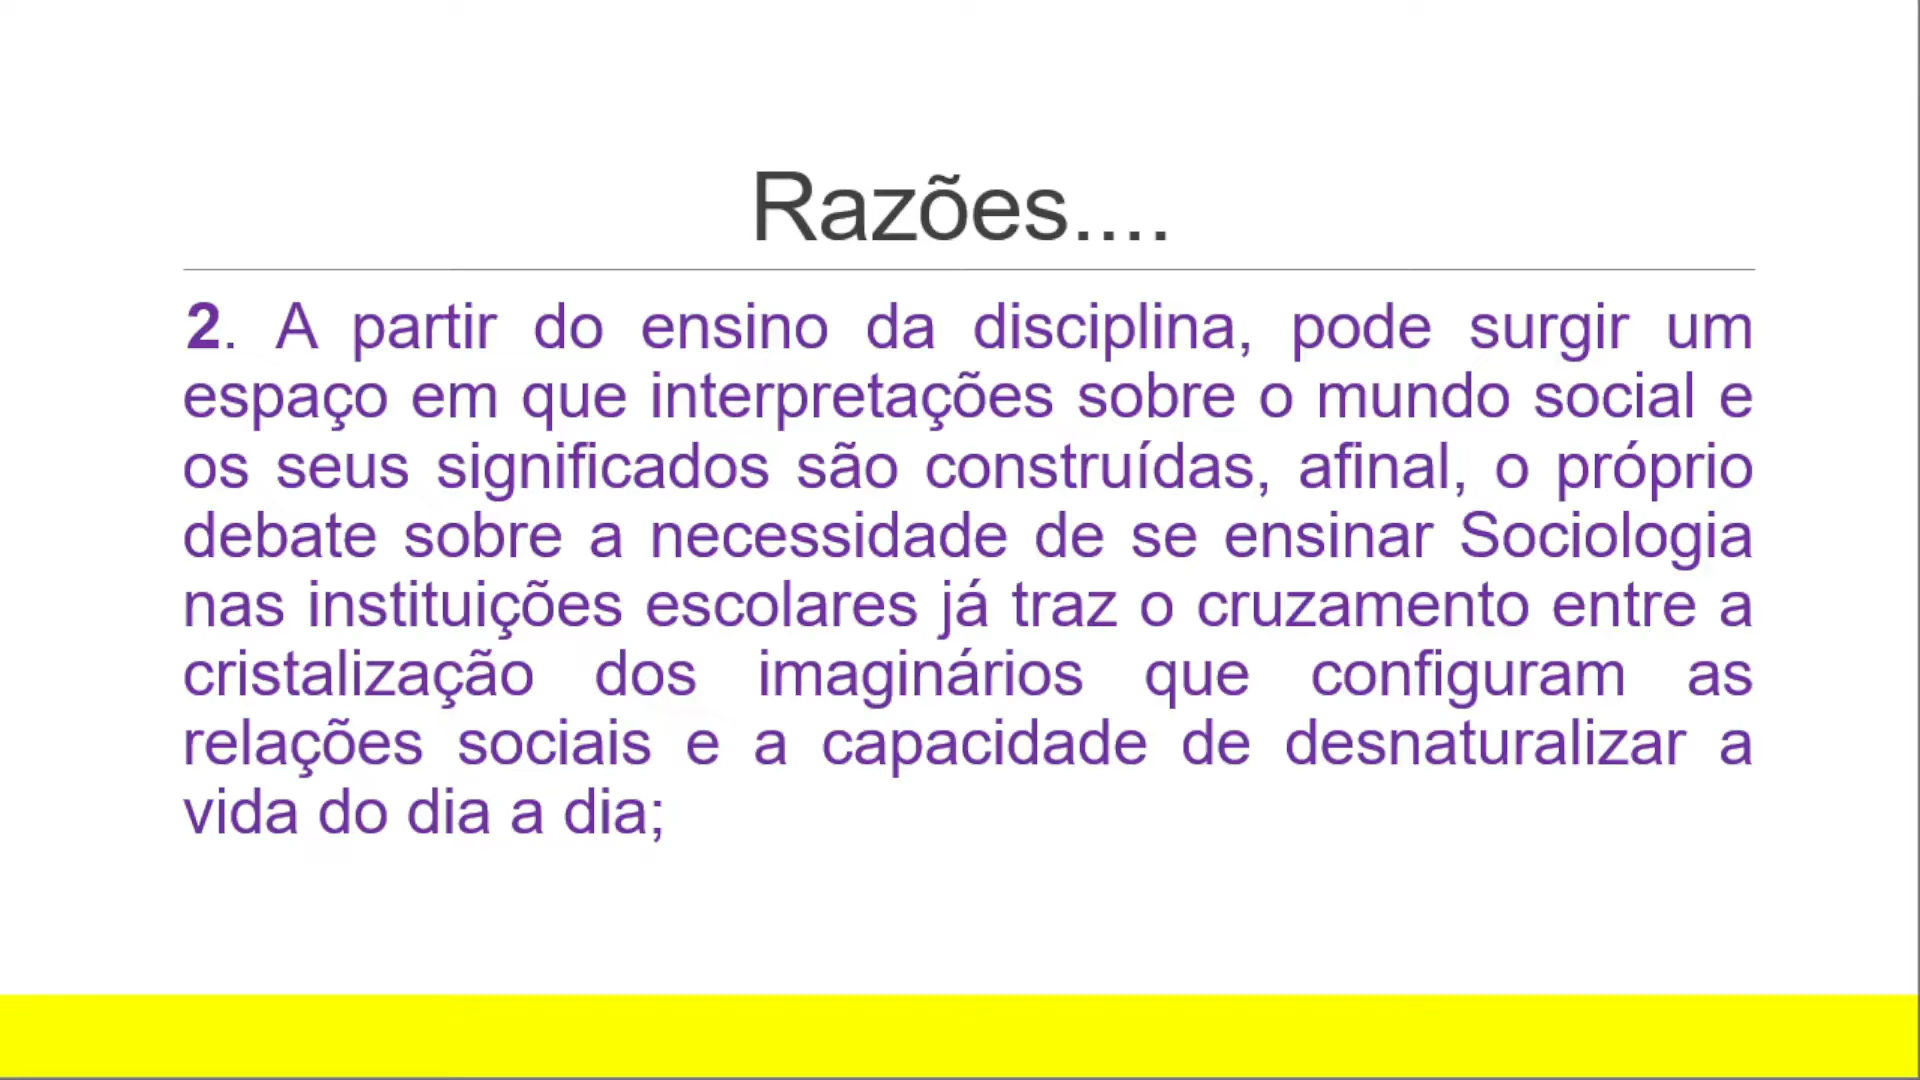 Razões....
2. A partir do ensino da disciplina, pode surgir um
espaço em que interpretações sobre o mundo social e
os seus significados são construídas, afinal, o próprio
debate sobre a necessidade de se ensinar Sociologia
nas instituições escolares já traz o cruzamento entre a
cristalização dos imaginários que configuram as
relações sociais e a capacidade de desnaturalizar a
vida do dia a dia;